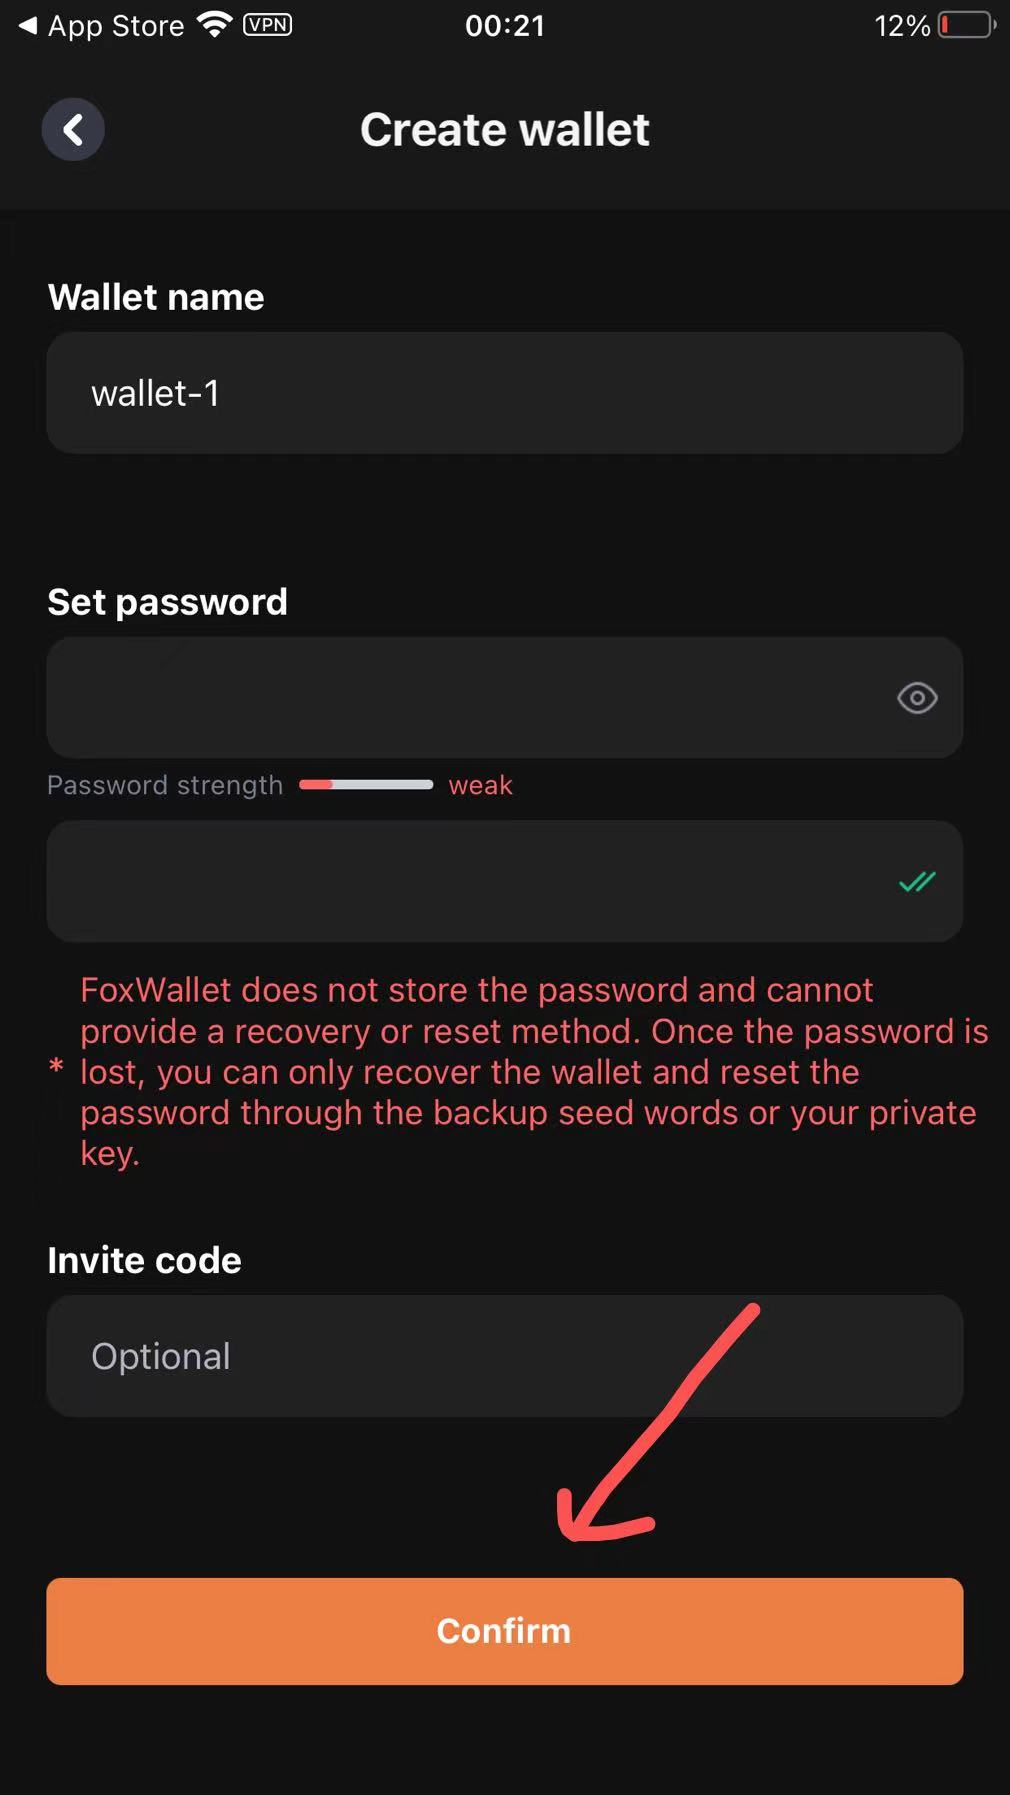 App Store VPN 00:21 12%
Create wallet
Wallet name
wallet-1
Set password
Password strength weak
FoxWallet does not store the password and cannot
provide a recovery or reset method. Once the password is
* lost, you can only recover the wallet and reset the
password through the backup seed words or your private
key.
Invite code
Optional
Confirm